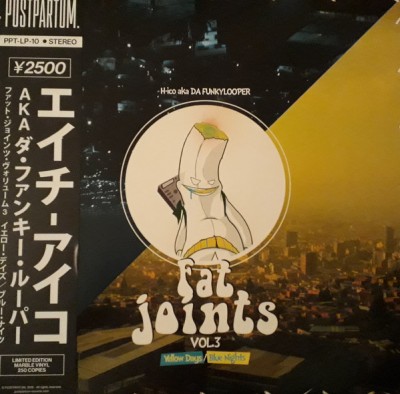 POSTPARTUM.
PPT-LP-10 ● STEREO
¥2500
エイチ-アイコ
AKA ダ・ファンキー・ルーパー
ファット・ジョインツ・ヴォリューム3 イエロー・デイズ/ブルー・ナイツ
LIMITED EDITION
MARBLE VINYL
250 COPIES
H-ico aka DA FUNKYLOOPER
fat
joints
VOL3
Yellow Days/Blue Nights